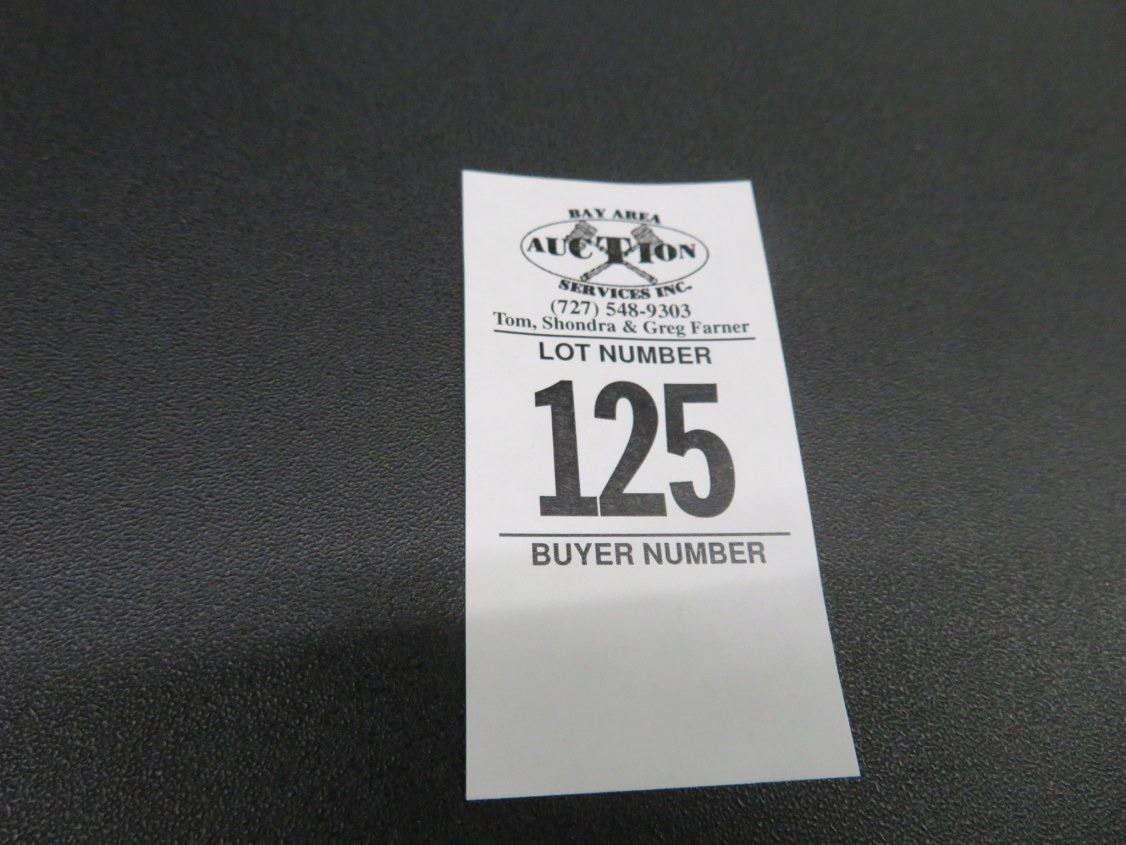 BAY AREA
AUCTION
SERVICES INC.
(727) 548-9303
Tom, Shondra & Greg Farner
LOT NUMBER
125
BUYER NUMBER